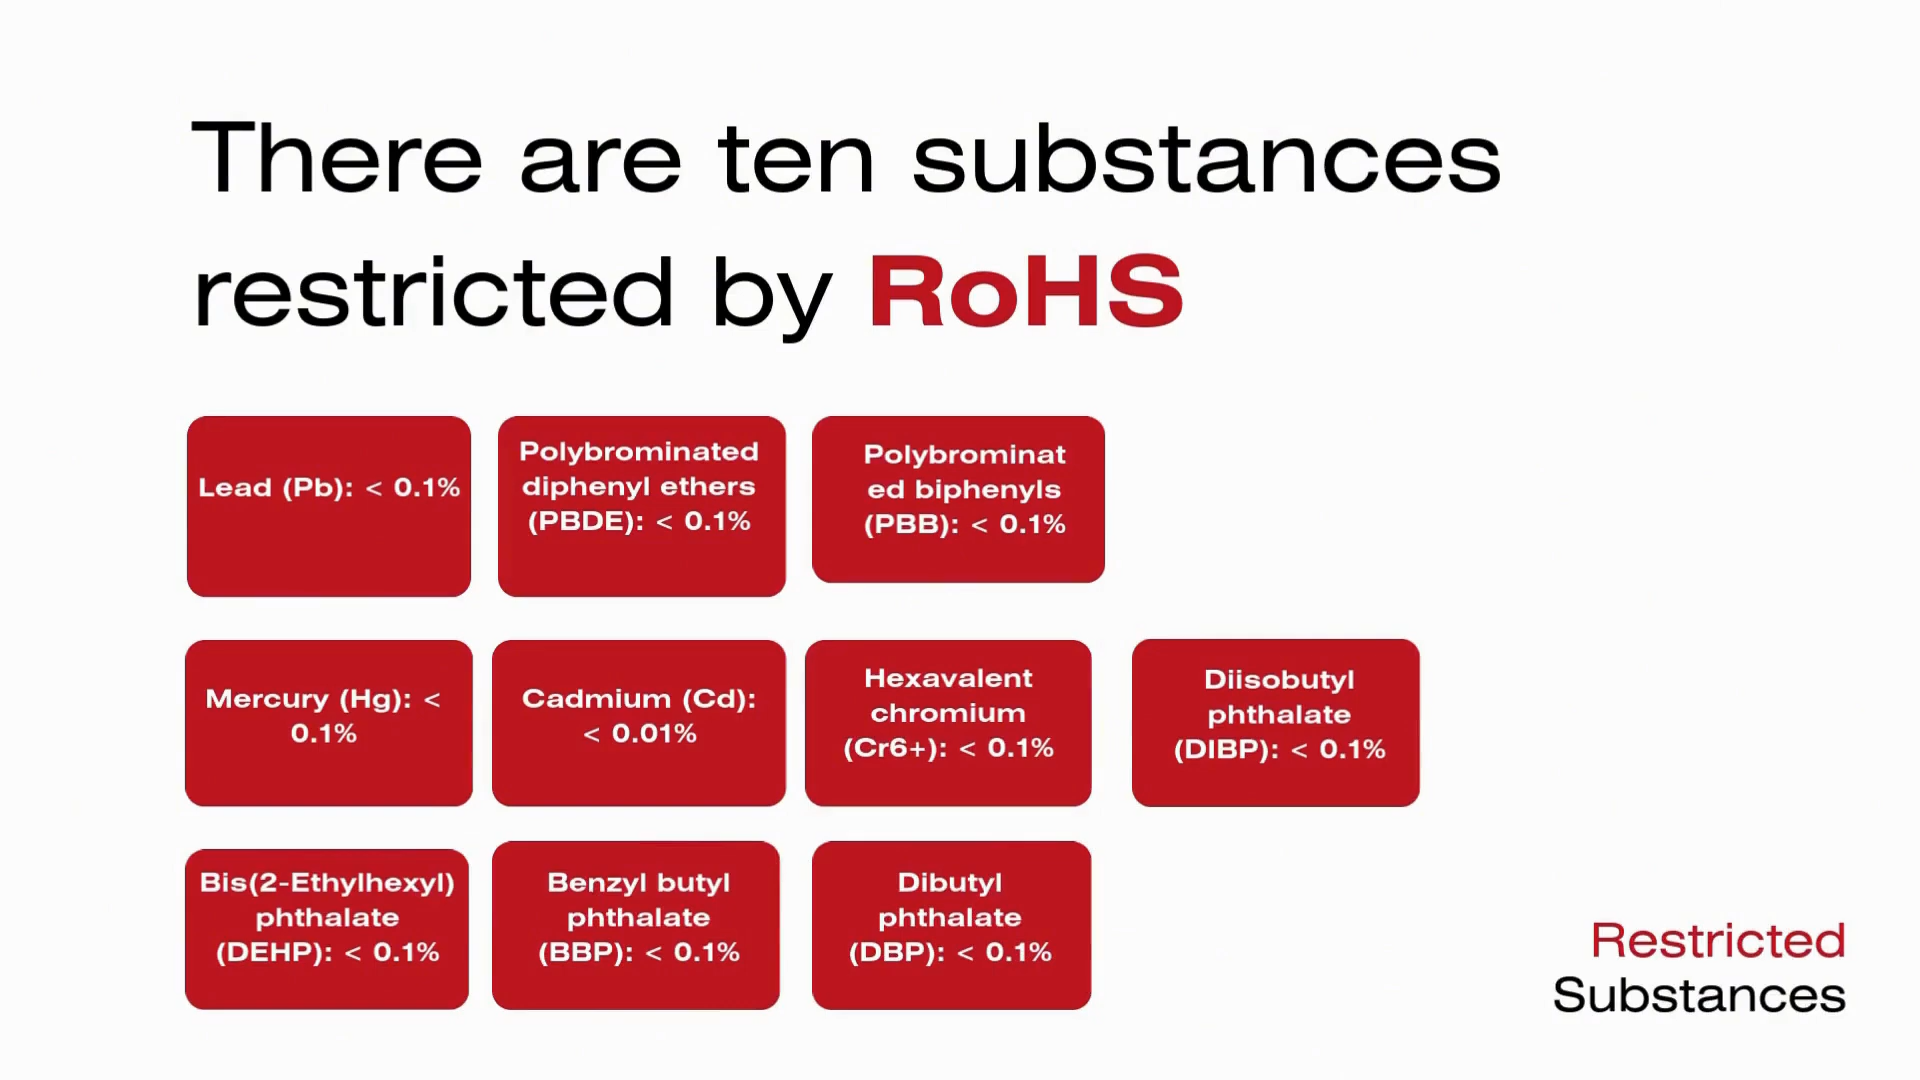 There are ten substances
restricted by RoHS
Lead (Pb): < 0.1%
Polybrominated
diphenyl ethers
(PBDE): < 0.1%
Polybrominat
ed biphenyls
(PBB): < 0.1%
Mercury (Hg): <
0.1%
Cadmium (Cd):
< 0.01%
Hexavalent
chromium
(Cr6+): < 0.1%
Diisobutyl
phthalate
(DIBP): < 0.1%
Bis(2-Ethylhexyl)
phthalate
(DEHP): < 0.1%
Benzyl butyl
phthalate
(BBP): < 0.1%
Dibutyl
phthalate
(DBP): < 0.1%
Restricted
Substances